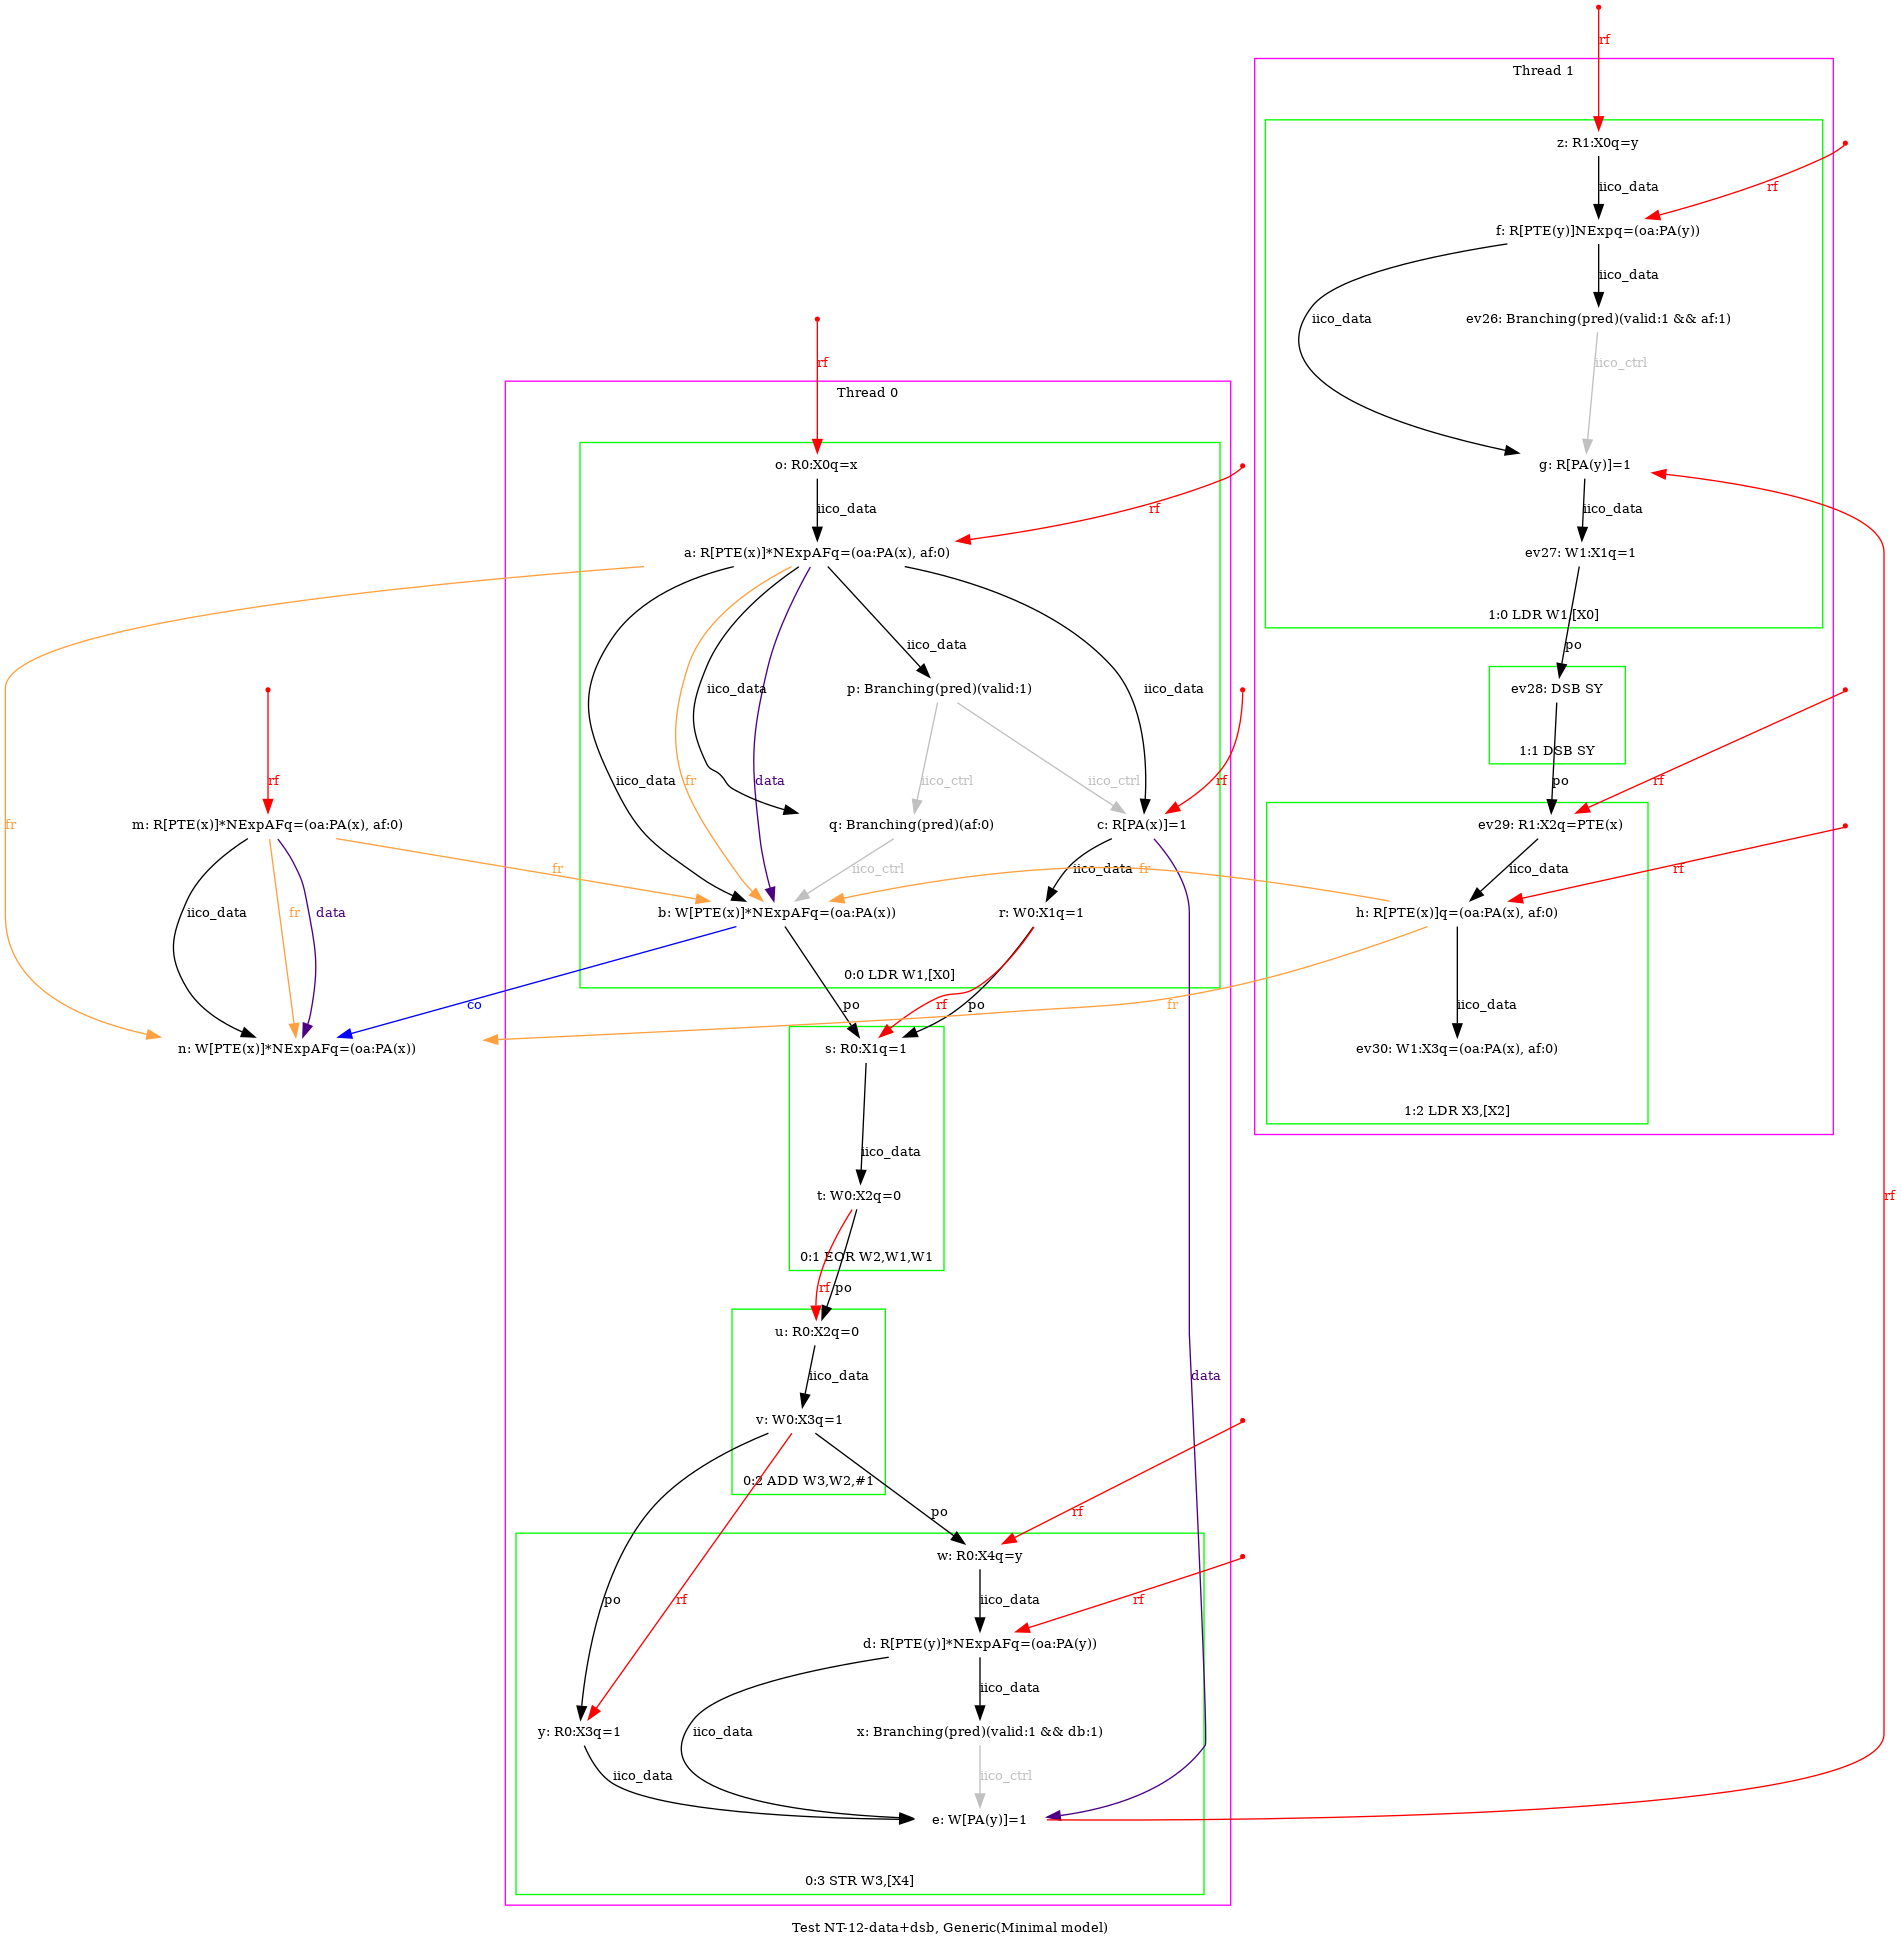 rf
Thread 1
z: R1:X0q=y
iico_data
rf
f: R[PTE(y)]NExpq=(oa:PA(y))
iico_data
iico_data
ev26: Branching(pred)(valid:1 && af:1)
rf
iico_ctrl
Thread 0
o: R0:X0q=x
g: R[PA(y)]=1
iico_data
rf
iico_data
a: R[PTE(x)]*NExpAFq=(oa:PA(x), af:0)
ev27: W1:X1q=1
1:0 LDR W1,[X0]
iico_data
po
iico_data
iico_data
p: Branching(pred)(valid:1)
ev28: DSB SY
1:1 DSB SY
rf
iico_data
fr
data
iico_ctrl
iico_ctrl
rf
po
rf
fr
m: R[PTE(x)]*NExpAFq=(oa:PA(x), af:0)
q: Branching(pred)(af:0)
c: R[PA(x)]=1
ev29: R1:X2q=PTE(x)
fr
iico_ctrl
iico_data
fr
iico_data
rf
iico_data
fr
data
b: W[PTE(x)]*NExpAFq=(oa:PA(x))
r: W0:X1q=1
h: R[PTE(x)]q=(oa:PA(x), af:0)
0:0 LDR W1,[X0]
co
po
rf
po
fr
iico_data
n: W[PTE(x)]*NExpAFq=(oa:PA(x))
s: R0:X1q=1
ev30: W1:X3q=(oa:PA(x), af:0)
1:2 LDR X3,[X2]
iico_data
t: W0:X2q=0
rf
0:1 EOR W2,W1,W1
rf
po
u: R0:X2q=0
iico_data
data
v: W0:X3q=1
0:2 ADD W3,W2,#1
po
rf
w: R0:X4q=y
po
rf
iico_data
rf
d: R[PTE(y)]*NExpAFq=(oa:PA(y))
iico_data
y: R0:X3q=1
iico_data
x: Branching(pred)(valid:1 && db:1)
iico_data
iico_ctrl
e: W[PA(y)]=1
0:3 STR W3,[X4]
Test NT-12-data+dsb, Generic(Minimal model)